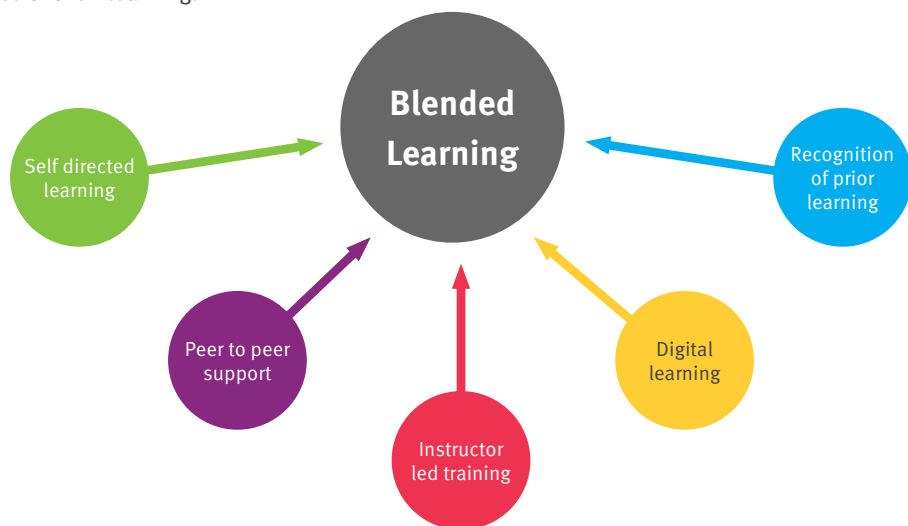 Blended
Learning
Self directed
learning
Recognition
of prior
learning
Peer to peer
support
Digital
learning
Instructor
led training